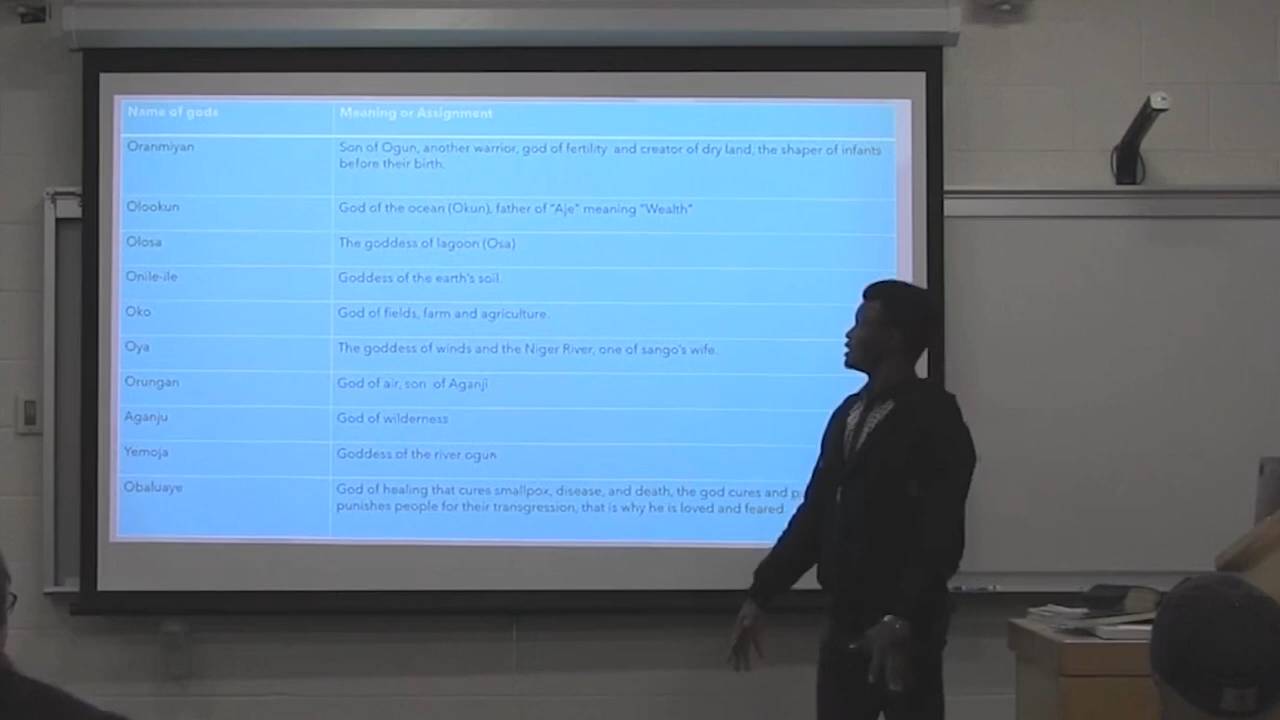 Name of gods
Meaning or Assignment
Oranmiyan
Son of Ogun, another warrior, god of fertility and creator of dry land, the shaper of infants
before their birth.
Olookun
God of the ocean (Okun), father of "Aje" meaning "Wealth"
Olosa
The goddess of lagoon (Osa)
Onile-ile
Goddess of the earth's soil.
Oko
God of fields, farm and agriculture.
Oya
The goddess of winds and the Niger River, one of sango's wife.
Orungan
God of air, son of Aganji
Aganju
God of wilderness
Yemoja
Goddess of the river ogun
Obaluaye
God of healing that cures smallpox, disease, and death, the god cures and
punishes people for their transgression, that is why he is loved and feared.